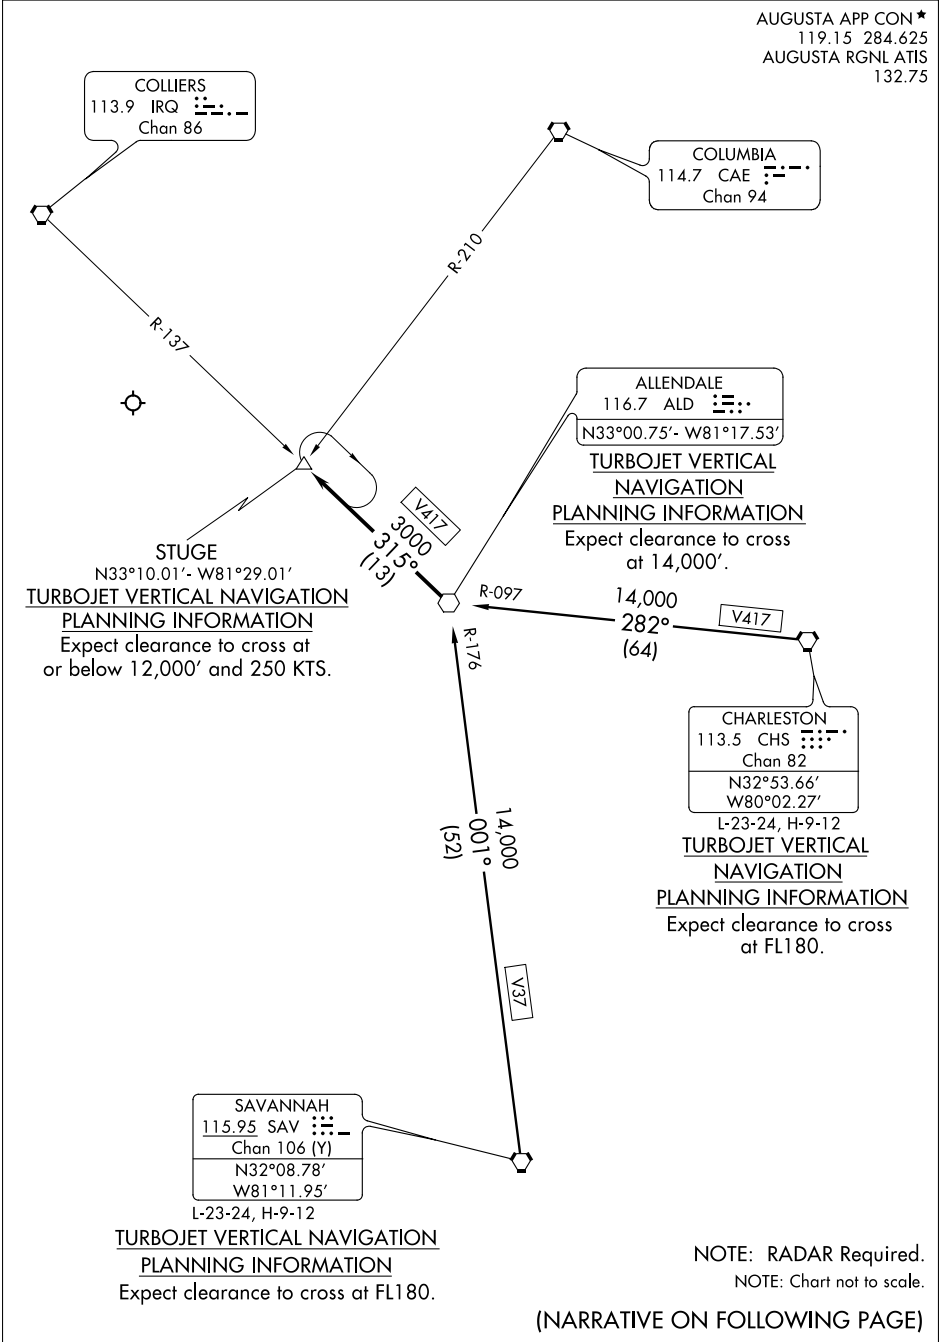 AUGUSTA APP CON ★
119.15 284.625
AUGUSTA RGNL ATIS
132.75
COLLIERS
113.9 IRQ
Chan 86
COLUMBIA
114.7 CAE
Chan 94
R-210
R-137
ALLENDALE
116.7 ALD
N33°00.75′- W81°17.53′
TURBOJET VERTICAL
NAVIGATION
PLANNING INFORMATION
Expect clearance to cross
at 14,000′.
V417
3000
315°
(13)
STUGE
N33°10.01′- W81°29.01′
TURBOJET VERTICAL NAVIGATION
PLANNING INFORMATION
Expect clearance to cross at
or below 12,000′ and 250 KTS.
R-097
14,000
282°
(64)
V417
R-176
CHARLESTON
113.5 CHS
Chan 82
N32°53.66′
W80°02.27′
L-23-24, H-9-12
TURBOJET VERTICAL
NAVIGATION
PLANNING INFORMATION
Expect clearance to cross
at FL180.
14,000
001°
(52)
V37
SAVANNAH
115.95 SAV
Chan 106 (Y)
N32°08.78′
W81°11.95′
L-23-24, H-9-12
TURBOJET VERTICAL NAVIGATION
PLANNING INFORMATION
Expect clearance to cross at FL180.
NOTE: RADAR Required.
NOTE: Chart not to scale.
(NARRATIVE ON FOLLOWING PAGE)